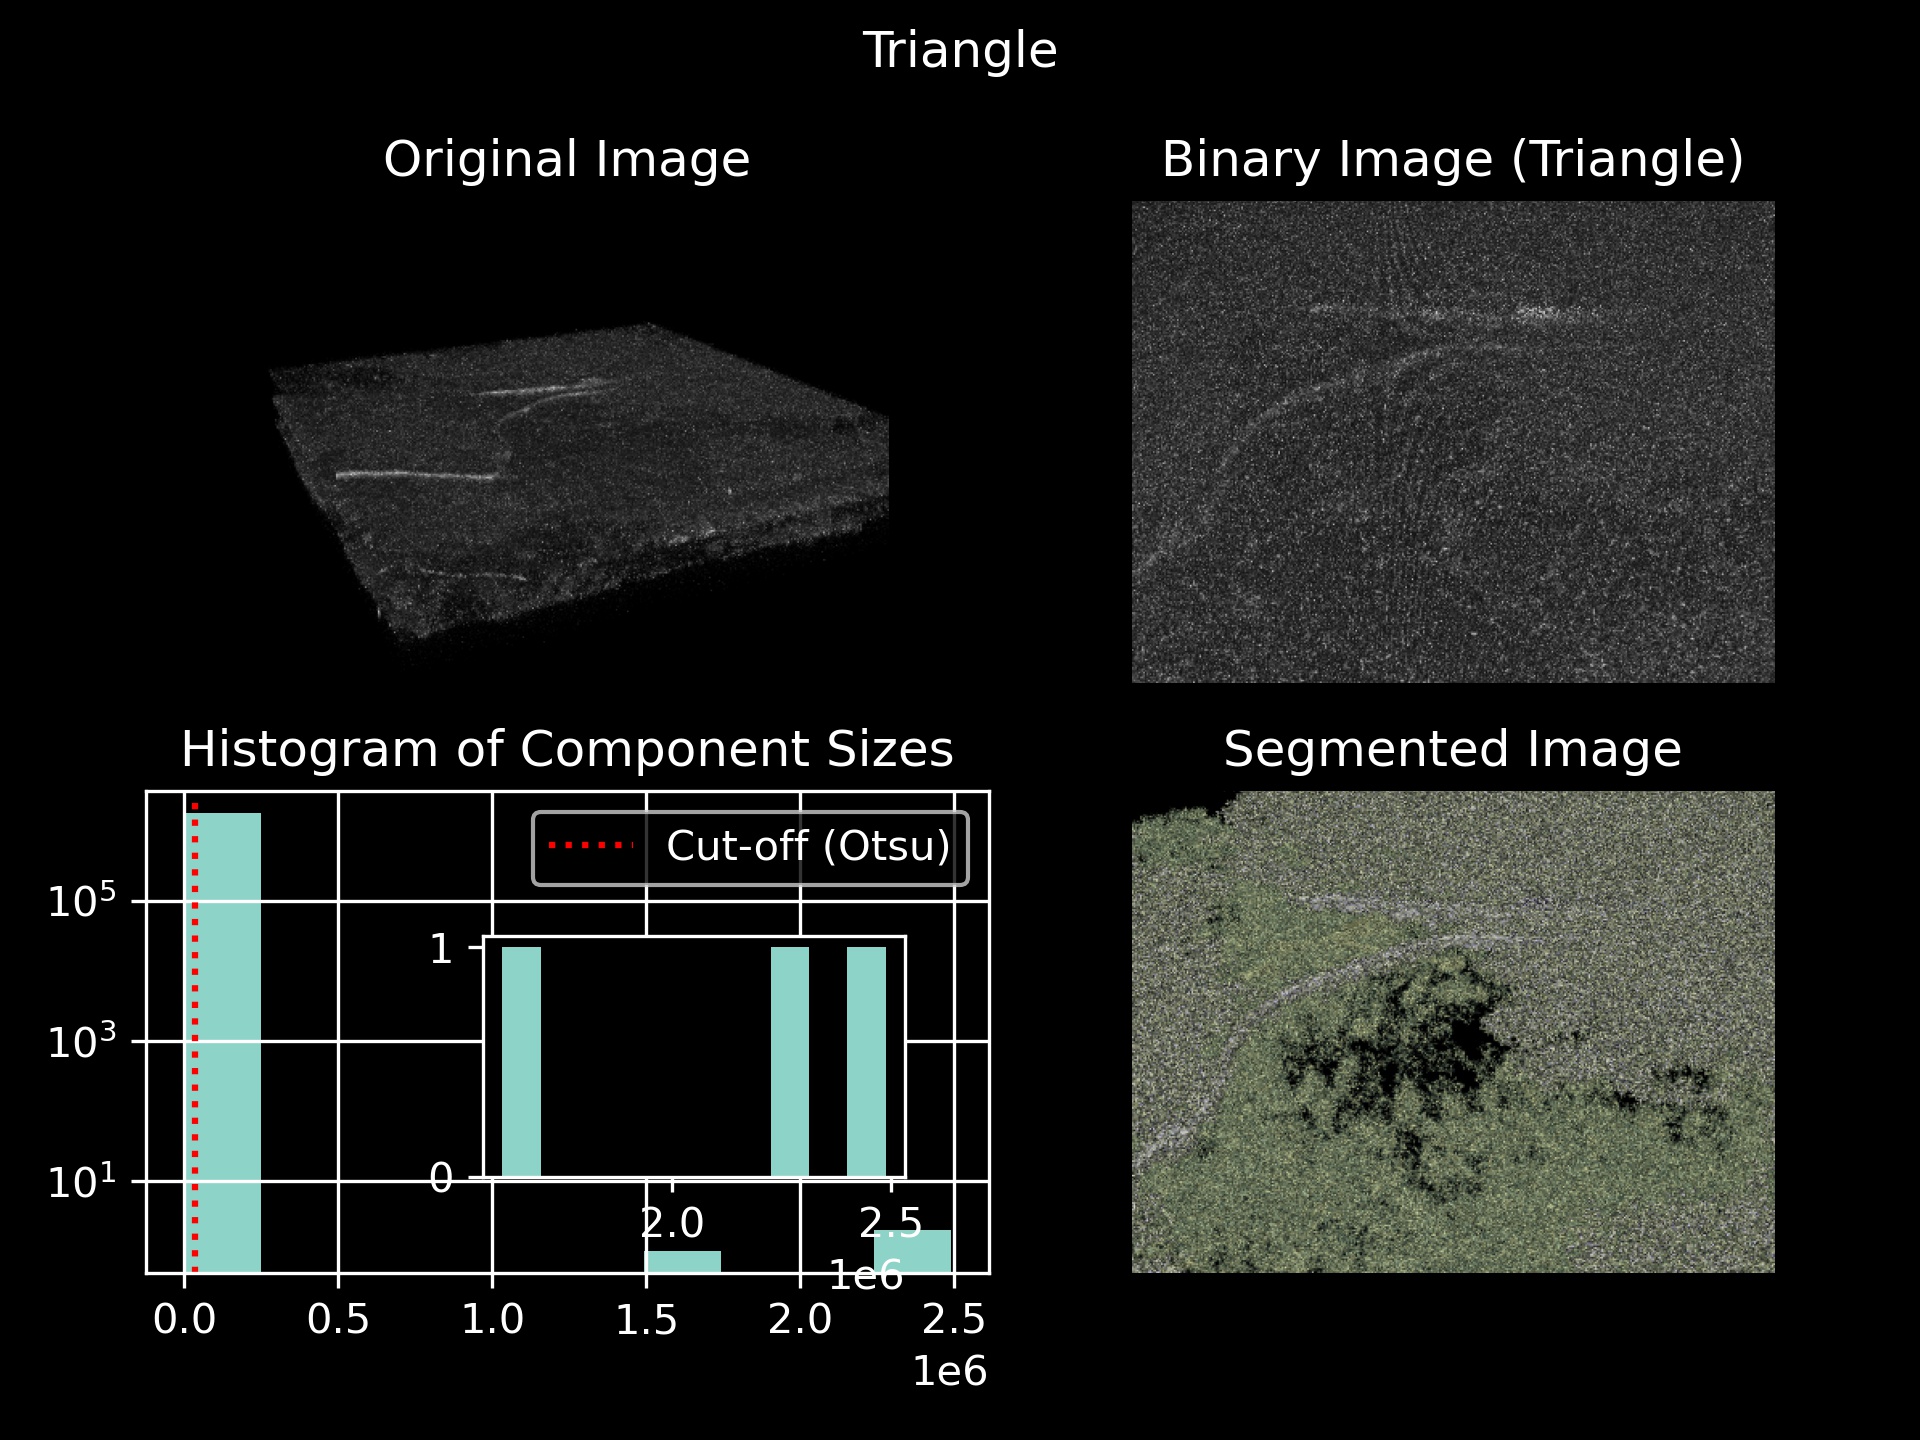 Triangle
Original Image
Binary Image (Triangle)
Histogram of Component Sizes
Cut-off (Otsu)
10^5
10^3
10^1
1
0
2.0 2.5
1e6
0.0 0.5 1.0 1.5 2.0 2.5
1e6
Segmented Image